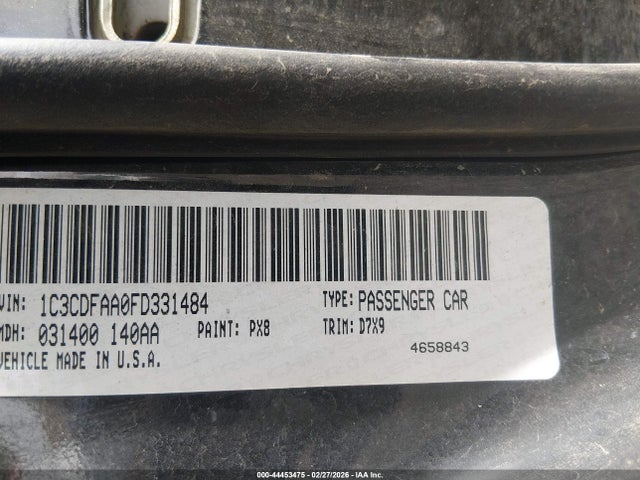 VIN: 1C3CDFAA0FD331484 TYPE: PASSENGER CAR
MDH: 031400 140AA PAINT: PX8 TRIM: D7X9
VEHICLE MADE IN U.S.A. 4658843
000-44453475 - 02/27/2026 - IAA Inc.